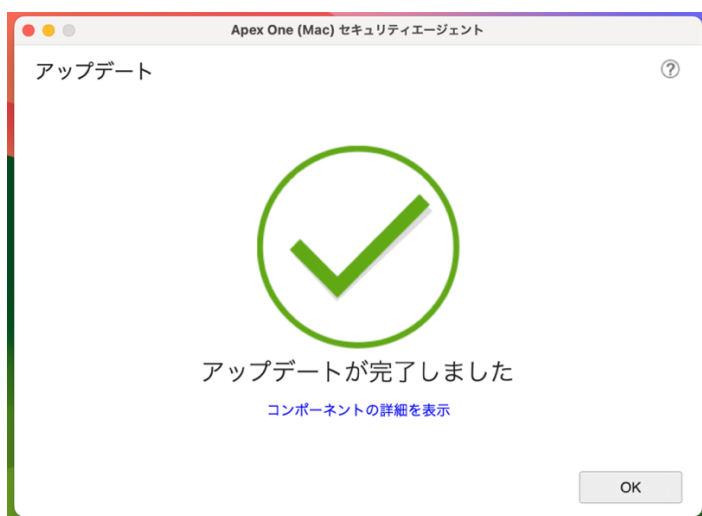 Apex One (Mac) セキュリティエージェント
アップデート
?
アップデートが完了しました
コンポーネントの詳細を表示
OK